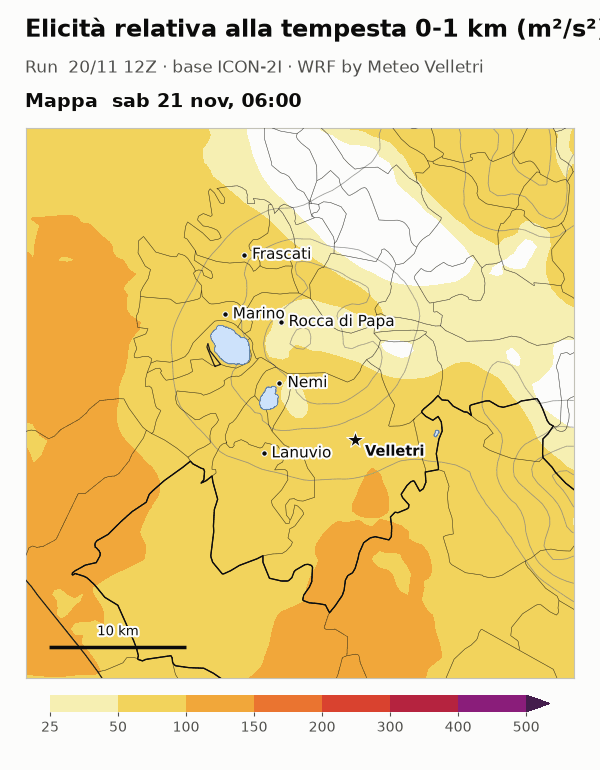 Elicità relativa alla tempesta 0-1 km (m²/s²)
Run  20/11 12Z · base ICON-2I · WRF by Meteo Velletri
Mappa  sab 21 nov, 06:00
Frascati
Marino
Rocca di Papa
Nemi
Velletri
Lanuvio
10 km
25 50 100 150 200 300 400 500